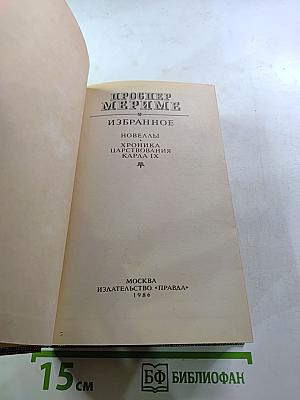 ПРОСПЕР
МЕРИМЕ
ИЗБРАННОЕ
НОВЕЛЛЫ
ХРОНИКА
ЦАРСТВОВАНИЯ
КАРЛА IX
МОСКВА
ИЗДАТЕЛЬСТВО «ПРАВДА»
1986
15 см
БФ БИБЛИОФАН